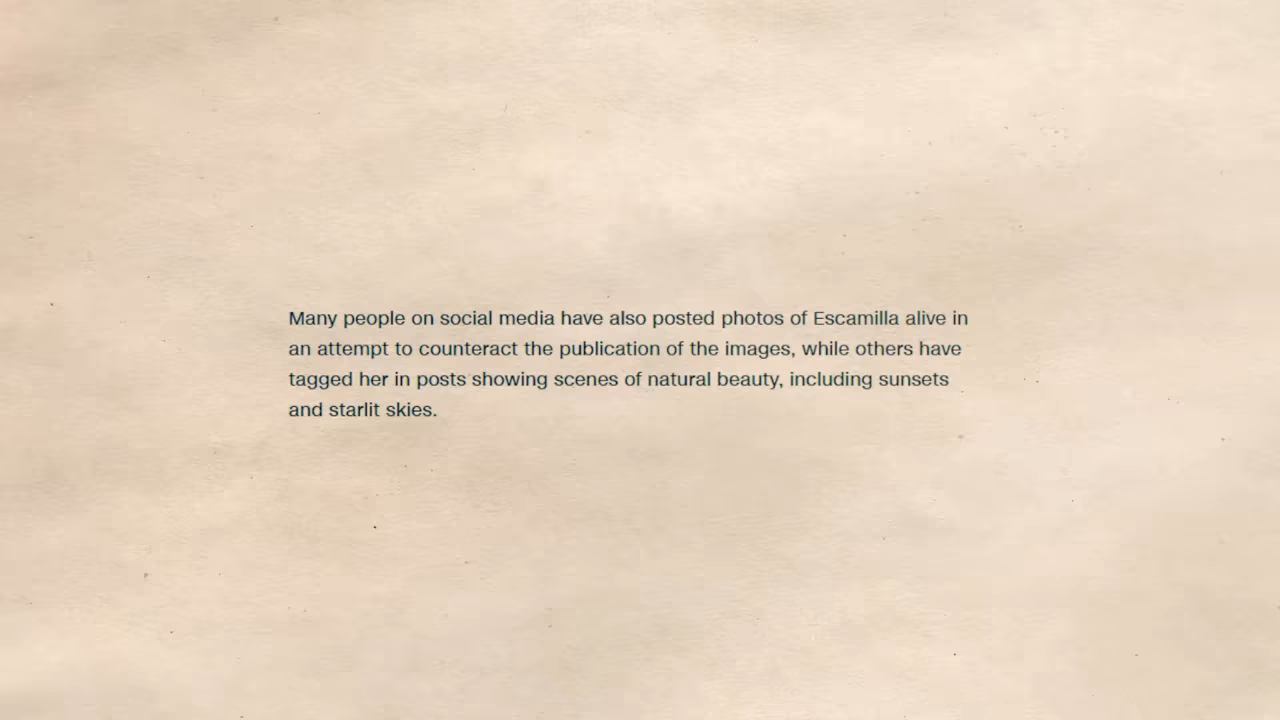 Many people on social media have also posted photos of Escamilla alive in
an attempt to counteract the publication of the images, while others have
tagged her in posts showing scenes of natural beauty, including sunsets
and starlit skies.